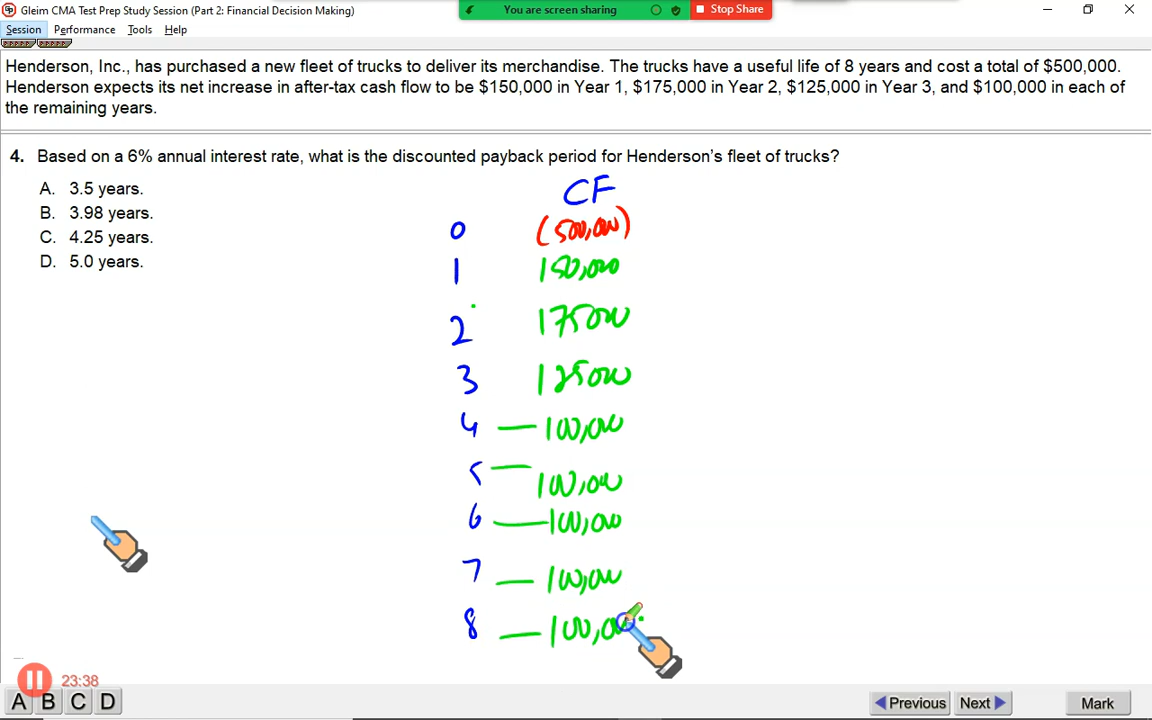 Gleim CMA Test Prep Study Session (Part 2: Financial Decision Making)
You are screen sharing
Stop Share
Session Performance Tools Help
Henderson, Inc., has purchased a new fleet of trucks to deliver its merchandise. The trucks have a useful life of 8 years and cost a total of $500,000.
Henderson expects its net increase in after-tax cash flow to be $150,000 in Year 1, $175,000 in Year 2, $125,000 in Year 3, and $100,000 in each of
the remaining years.
4. Based on a 6% annual interest rate, what is the discounted payback period for Henderson's fleet of trucks?
A. 3.5 years.
B. 3.98 years.
C. 4.25 years.
D. 5.0 years.
CF
0 (500,000)
1 150,000
2 175000
3 125000
4 — 100,000
5 — 100,000
6 — 100,000
7 — 100,000
8 — 100,000
23:38
A B C D
Previous Next Mark